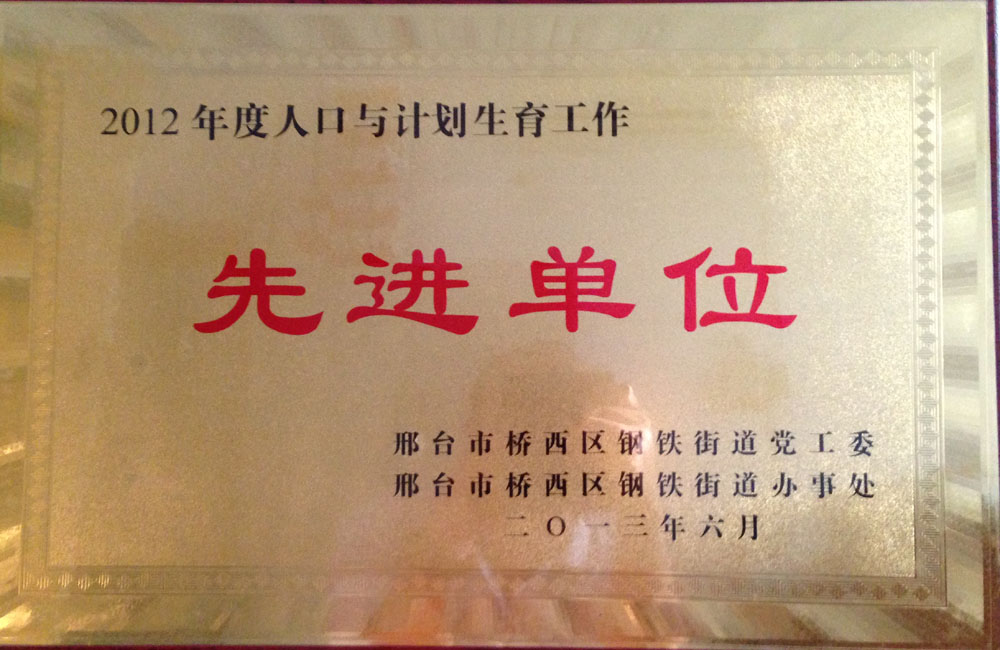 2012年度人口与计划生育工作
先进单位
邢台市桥西区钢铁街道党工委
邢台市桥西区钢铁街道办事处
二〇一三年六月